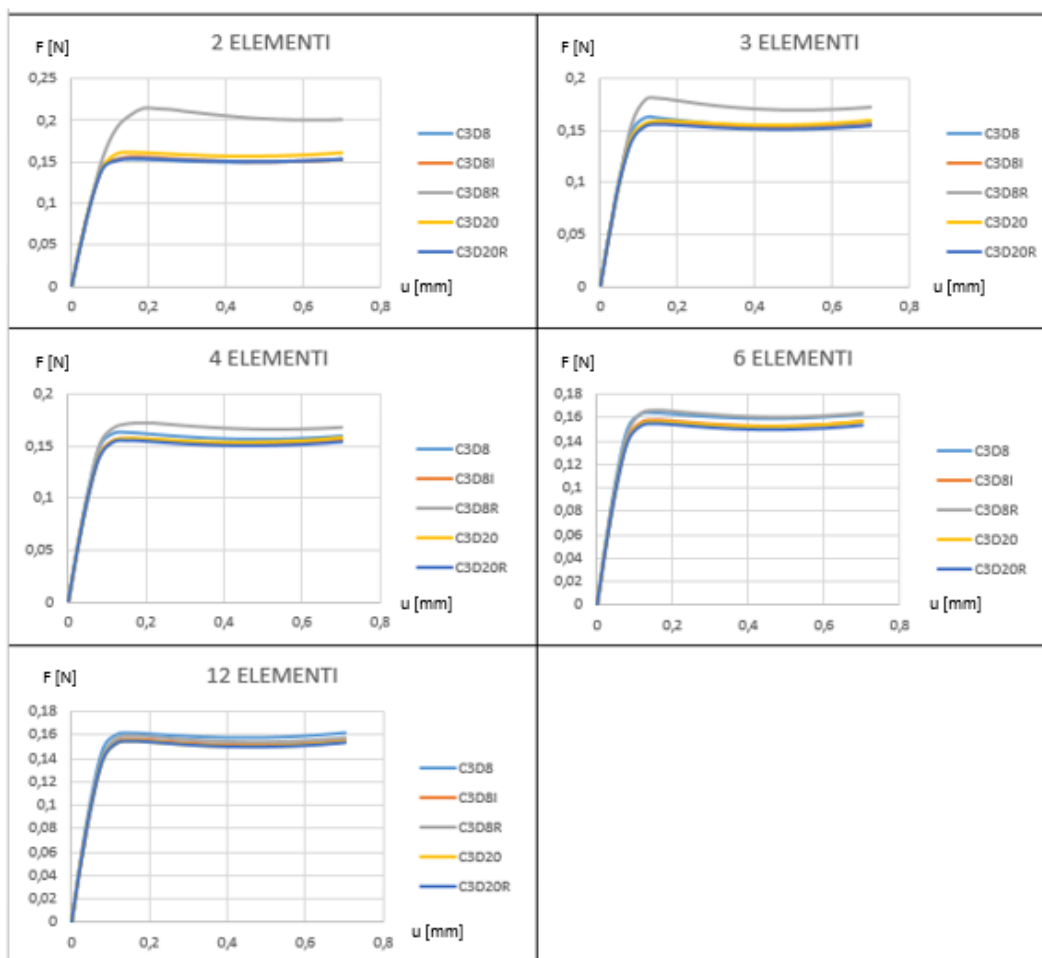 F [N]
2 ELEMENTI
0,25
0,2
0,15
0,1
0,05
0
0
0,2
0,4
0,6
0,8
u [mm]
C3D8
C3D8I
C3D8R
C3D20
C3D20R
F [N]
3 ELEMENTI
0,2
0,15
0,1
0,05
0
0
0,2
0,4
0,6
0,8
u [mm]
C3D8
C3D8I
C3D8R
C3D20
C3D20R
F [N]
4 ELEMENTI
0,2
0,15
0,1
0,05
0
0
0,2
0,4
0,6
0,8
u [mm]
C3D8
C3D8I
C3D8R
C3D20
C3D20R
F [N]
6 ELEMENTI
0,18
0,16
0,14
0,12
0,1
0,08
0,06
0,04
0,02
0
0
0,2
0,4
0,6
0,8
u [mm]
C3D8
C3D8I
C3D8R
C3D20
C3D20R
F [N]
12 ELEMENTI
0,18
0,16
0,14
0,12
0,1
0,08
0,06
0,04
0,02
0
0
0,2
0,4
0,6
0,8
u [mm]
C3D8
C3D8I
C3D8R
C3D20
C3D20R